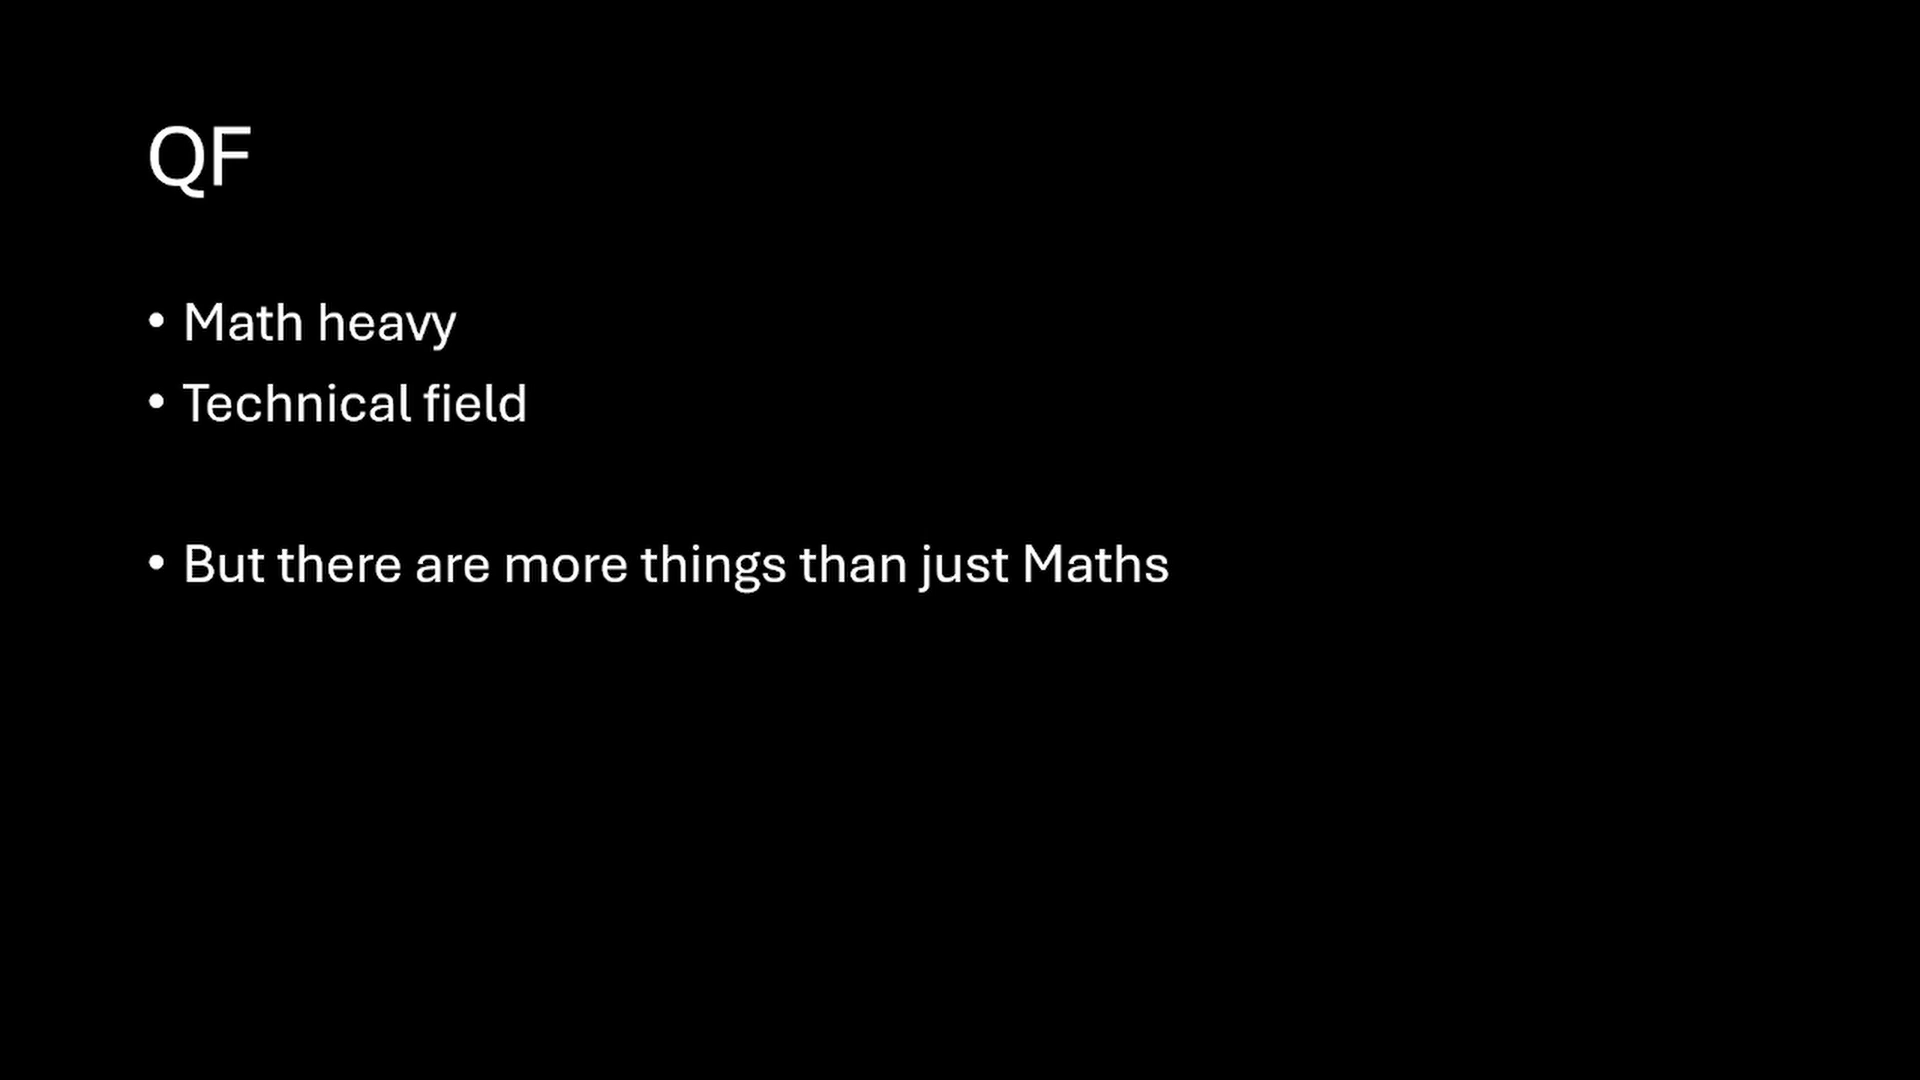 QF
• Math heavy
• Technical field
• But there are more things than just Maths